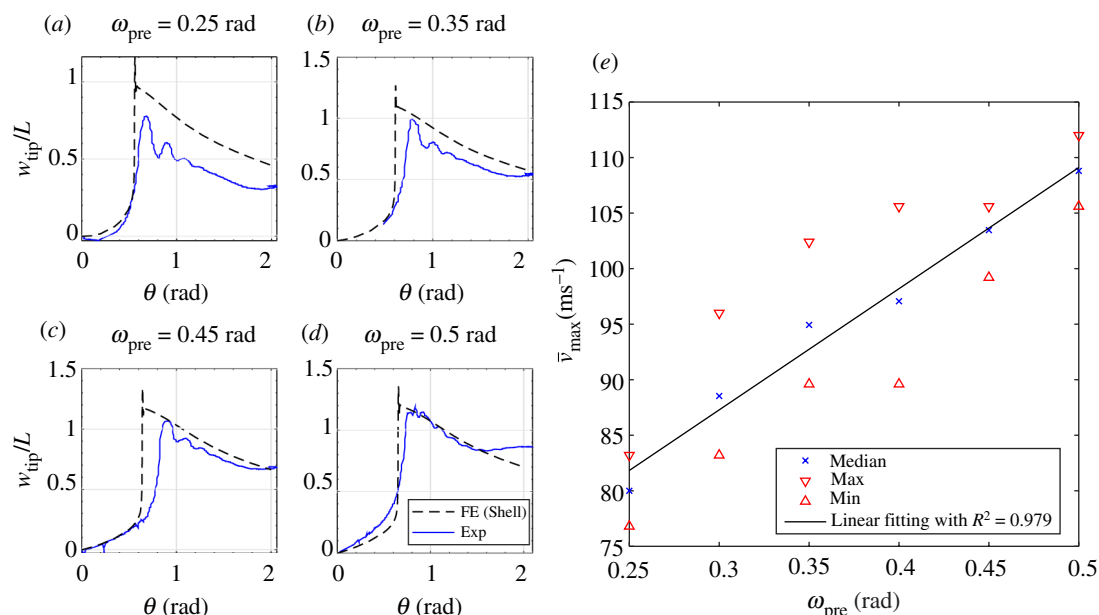 (a) ω_pre = 0.25 rad
1
0.5
0
w_tip/L
0 1 2
θ (rad)
(b) ω_pre = 0.35 rad
1.5
1
0.5
0
0 1 2
θ (rad)
(c) ω_pre = 0.45 rad
1.5
1
0.5
0
w_tip/L
0 1 2
θ (rad)
(d) ω_pre = 0.5 rad
1.5
1
0.5
0
FE (Shell)
Exp
0 1 2
θ (rad)
(e)
115
110
105
100
95
90
85
80
75
v̄_max(ms⁻¹)
Median
Max
Min
Linear fitting with R² = 0.979
0.25 0.3 0.35 0.4 0.45 0.5
ω_pre (rad)